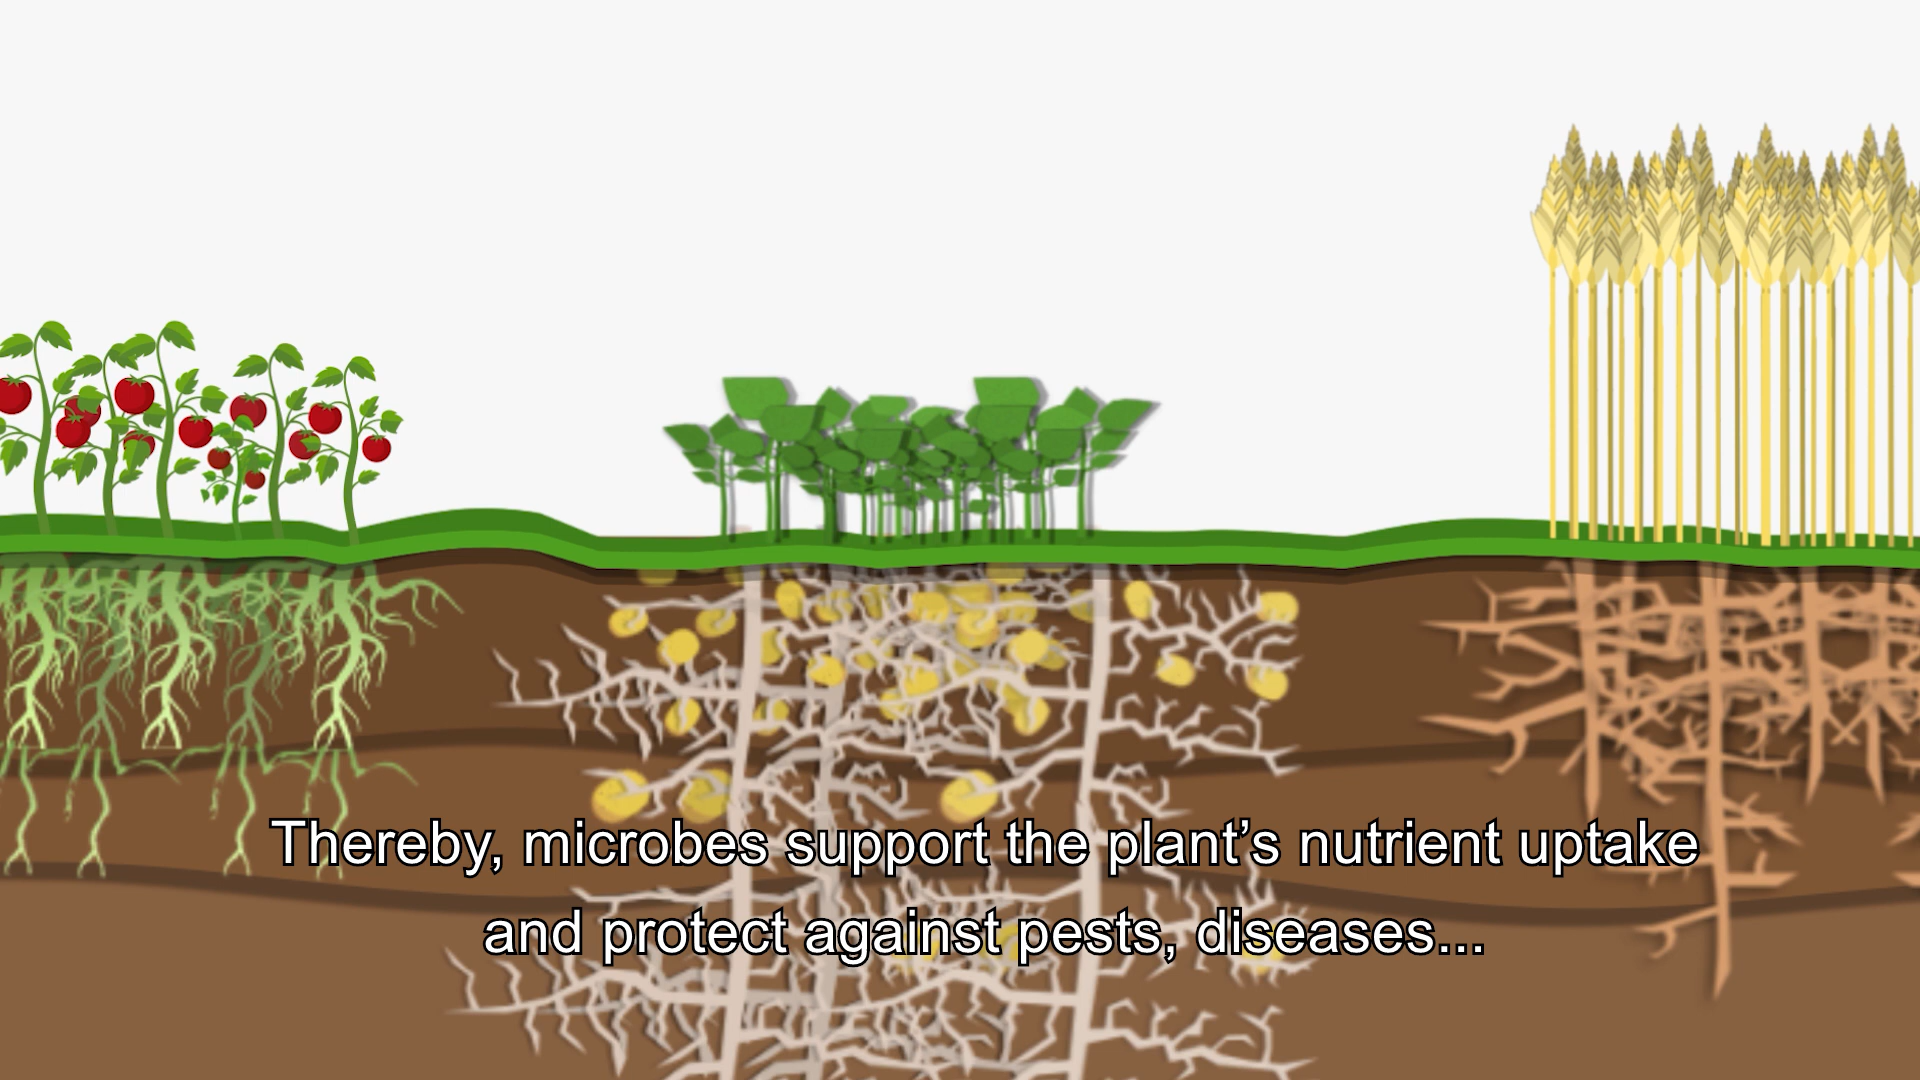 Thereby, microbes support the plant’s nutrient uptake
and protect against pests, diseases...